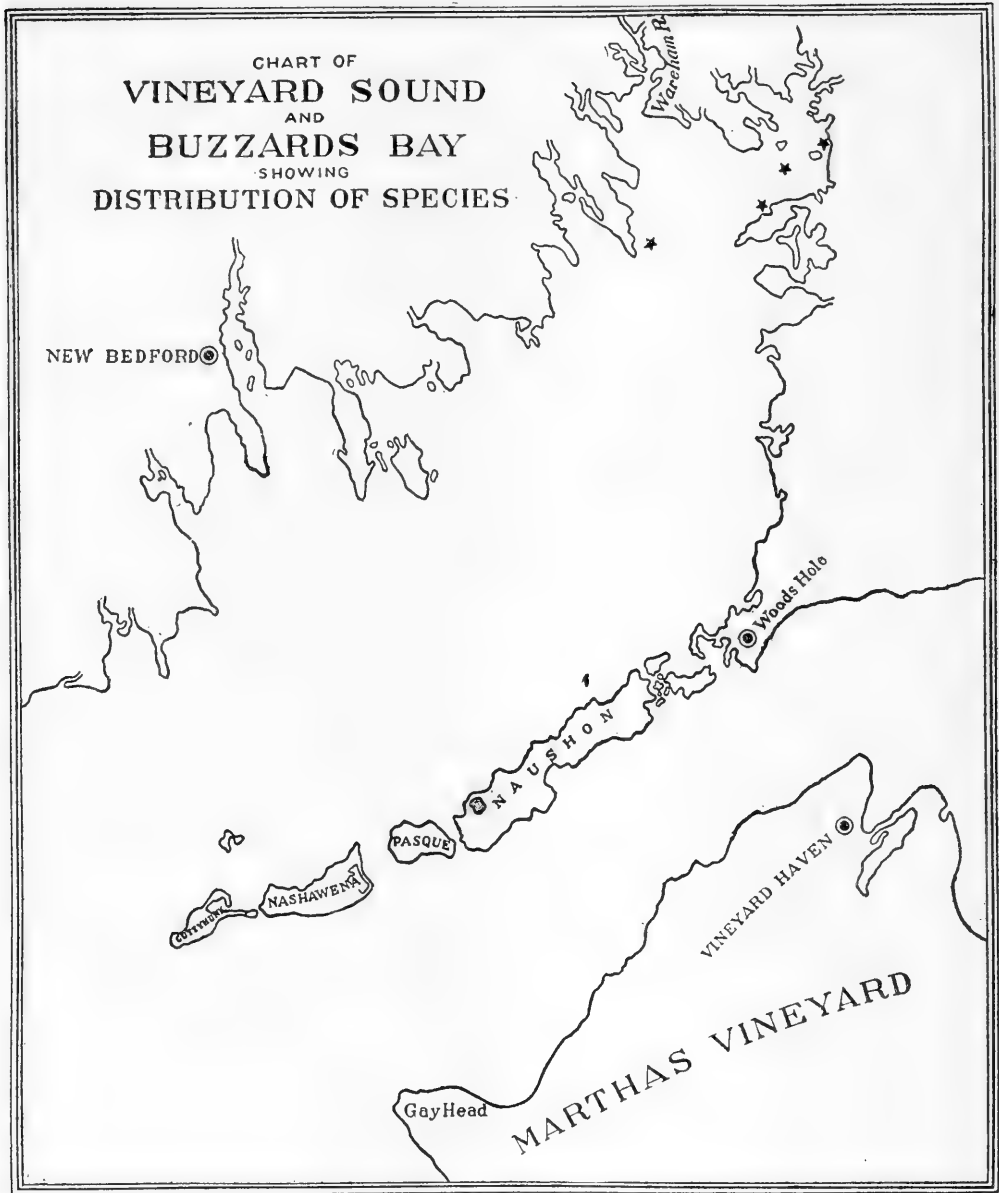 CHART OF
VINEYARD SOUND
AND
BUZZARDS BAY
SHOWING
DISTRIBUTION OF SPECIES
Wareham R.
NEW BEDFORD
Woods Hole
NAUSHON
PASQUE
NASHAWENA
CUTTYHUNK
VINEYARD HAVEN
MARTHAS VINEYARD
Gay Head